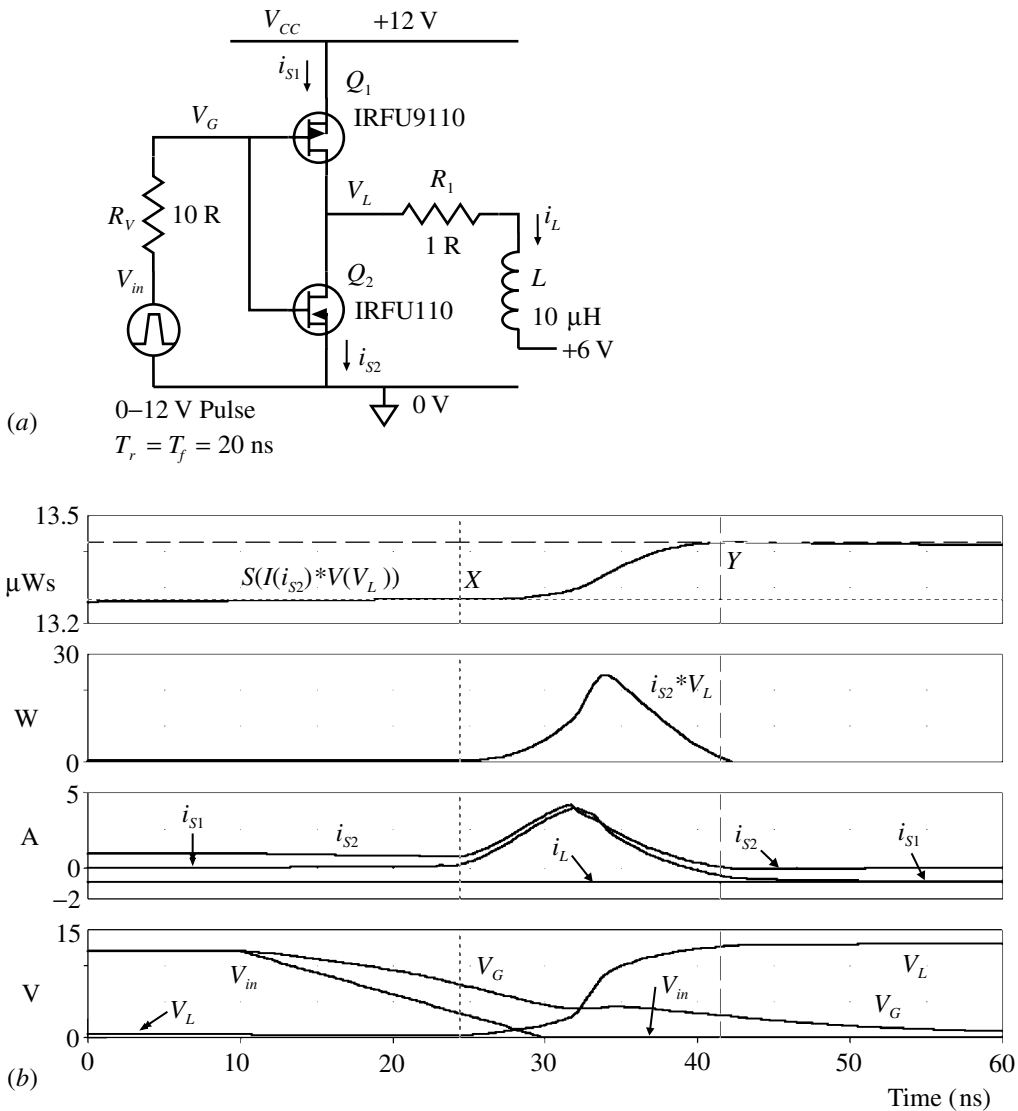 V_CC +12 V
i_S1
Q_1
IRFU9110
V_G
V_L
R_1
i_L
R_V 10 R
1 R
V_in
Q_2
IRFU110
L
10 μH
+6 V
i_S2
0–12 V Pulse
0 V
T_r = T_f = 20 ns
(a)
13.5
μWs
S(I(i_S2)*V(V_L))
X
Y
13.2
30
W
i_S2*V_L
0
5
A
i_S1
i_S2
i_L
i_S2
i_S1
0
−2
15
V
V_in
V_G
V_in
V_L
V_L
V_G
0
0 10 20 30 40 50 60
(b)
Time (ns)